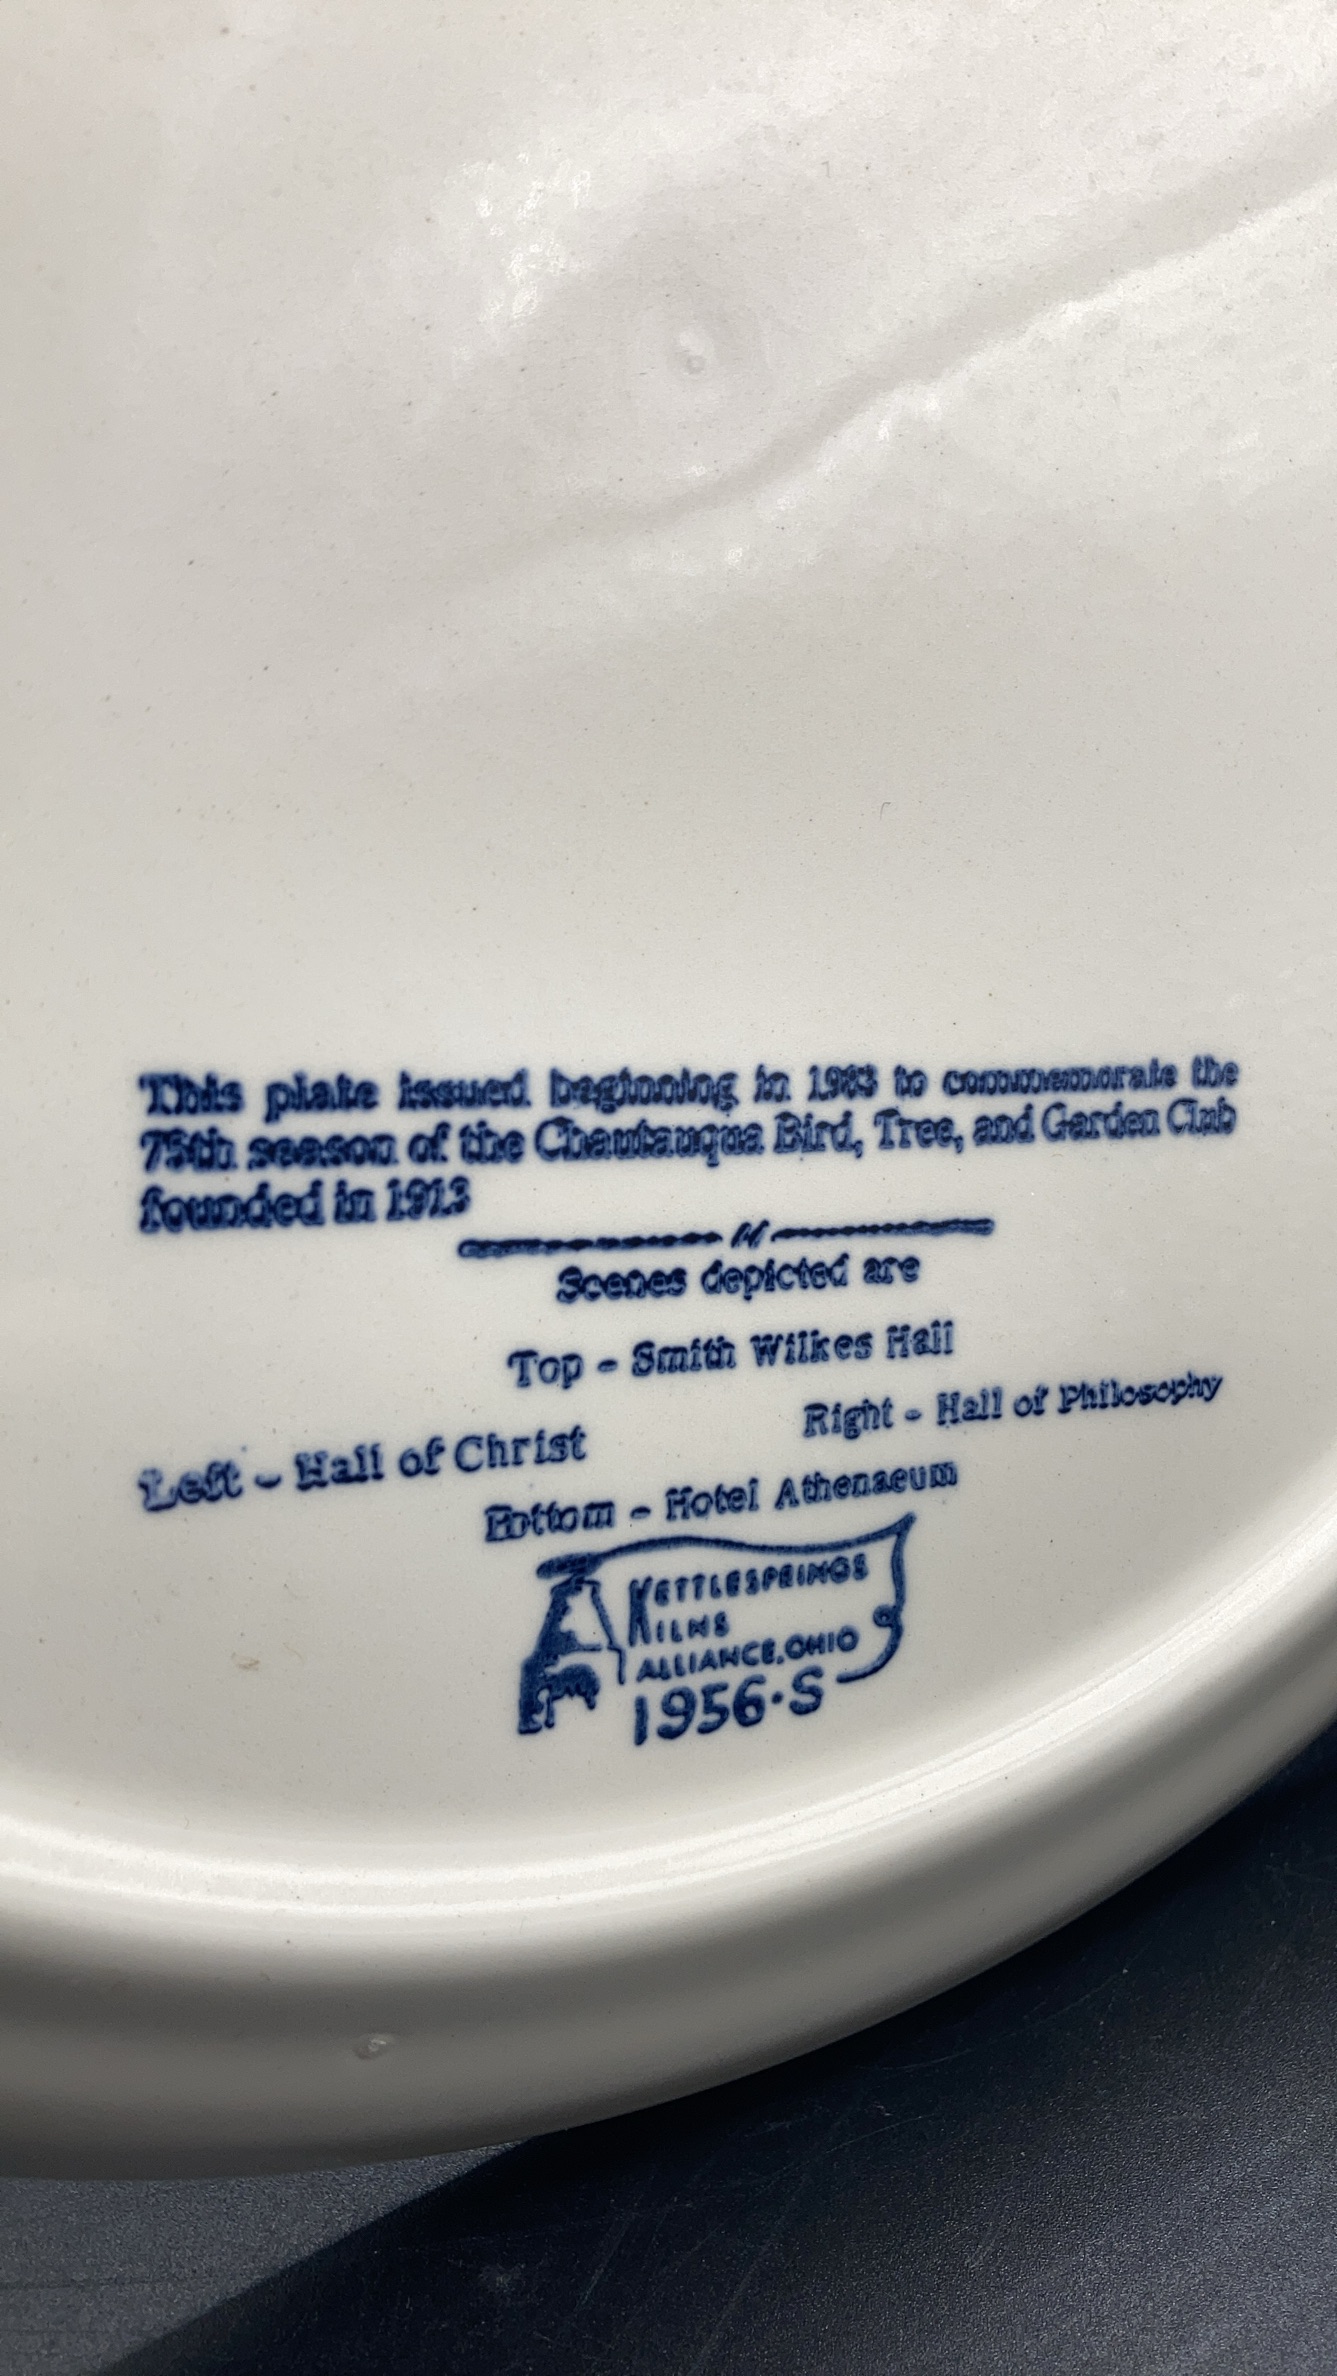 This plate issued beginning in 1983 to commemorate the
75th season of the Chautauqua Bird, Tree, and Garden Club
founded in 1913
Scenes depicted are
Top - Smith Wilkes Hall
Left - Hall of Christ
Right - Hall of Philosophy
Bottom - Hotel Athenaeum
KETTLESPRINGS
KILNS
ALLIANCE, OHIO
1956·S